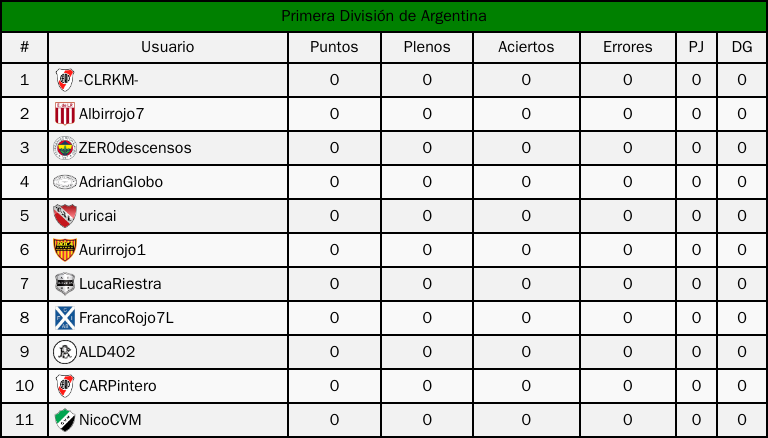 Primera División de Argentina
# Usuario Puntos Plenos Aciertos Errores PJ DG
1 -CLRKM- 0 0 0 0 0 0
2 Albirrojo7 0 0 0 0 0 0
3 ZER0descensos 0 0 0 0 0 0
4 AdrianGlobo 0 0 0 0 0 0
5 uricai 0 0 0 0 0 0
6 Aurirrojo1 0 0 0 0 0 0
7 LucaRiestra 0 0 0 0 0 0
8 FrancoRojo7L 0 0 0 0 0 0
9 ALD402 0 0 0 0 0 0
10 CARPintero 0 0 0 0 0 0
11 NicoCVM 0 0 0 0 0 0